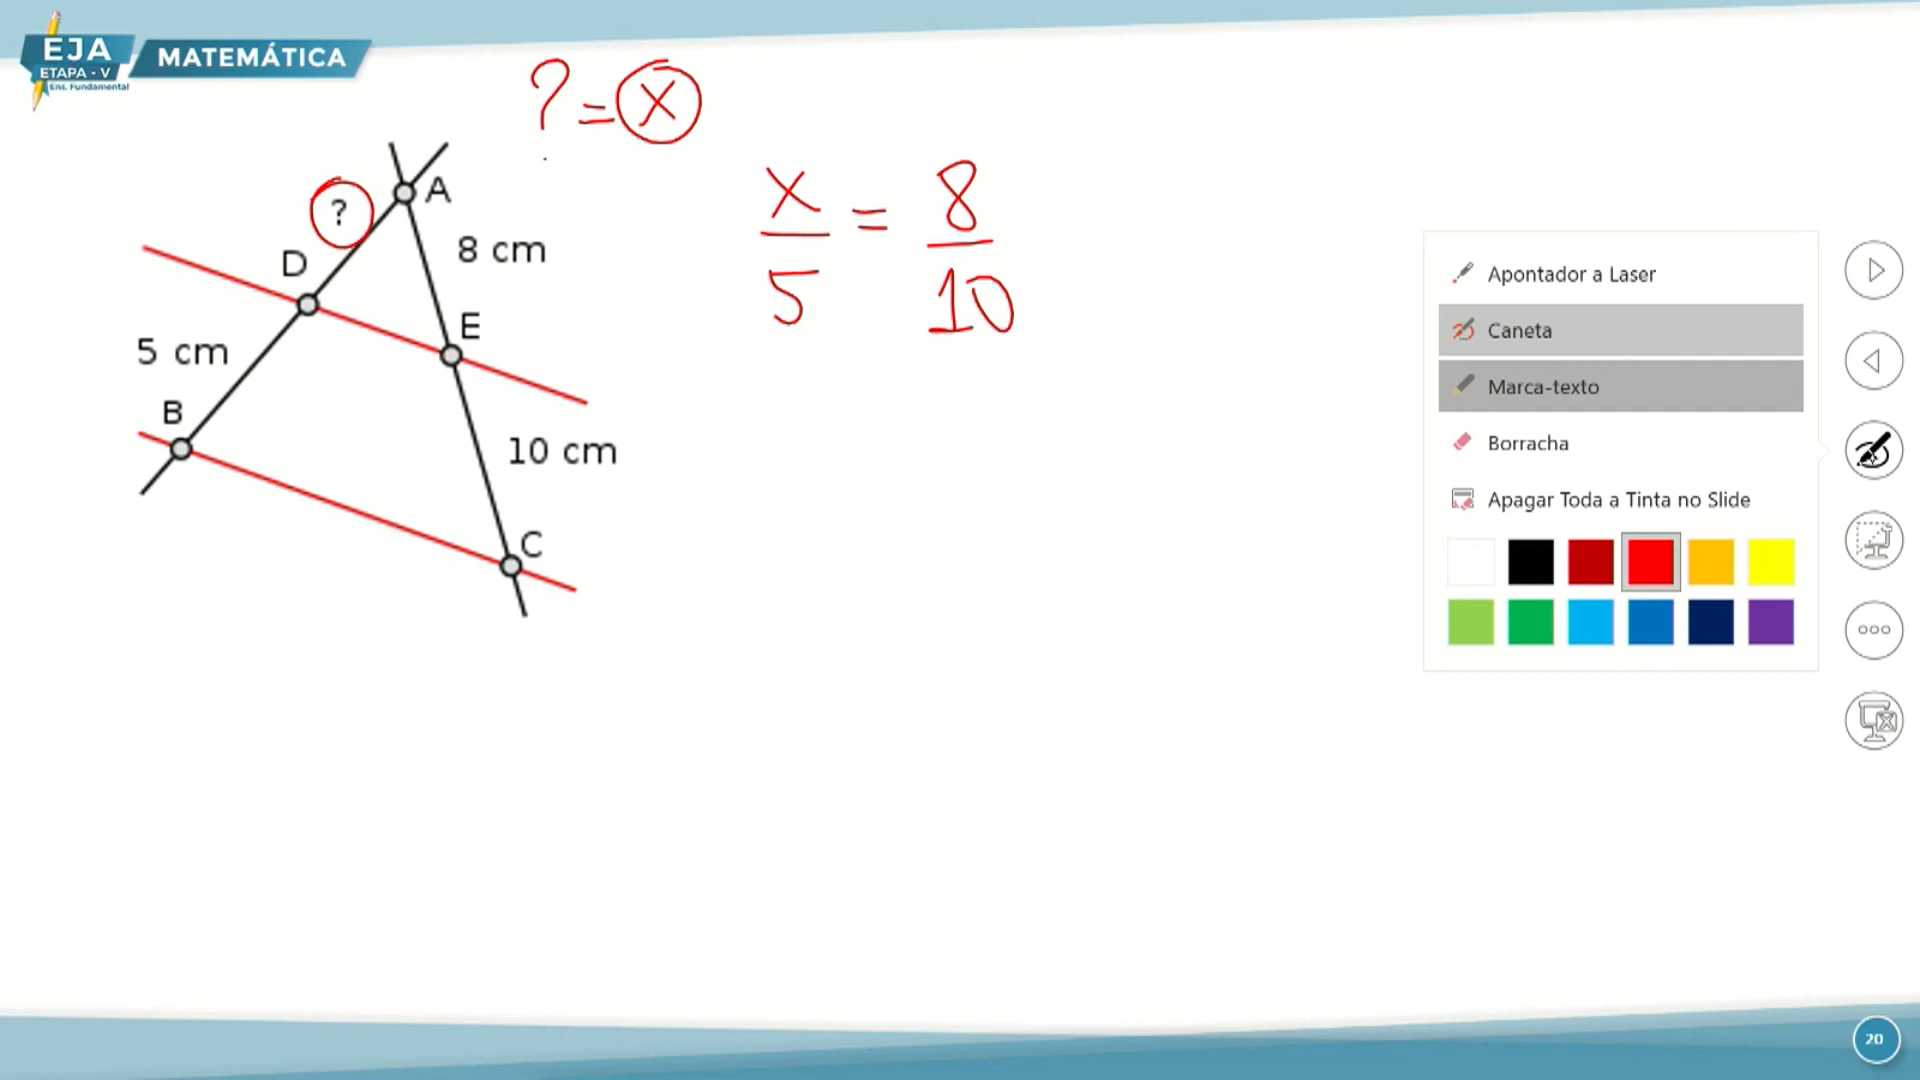 EJA
ETAPA - V
Ens. Fundamental
MATEMÁTICA
? = x
A
?
8 cm
D
E
5 cm
B
10 cm
C
x/5 = 8/10
Apontador a Laser
Caneta
Marca-texto
Borracha
Apagar Toda a Tinta no Slide
20